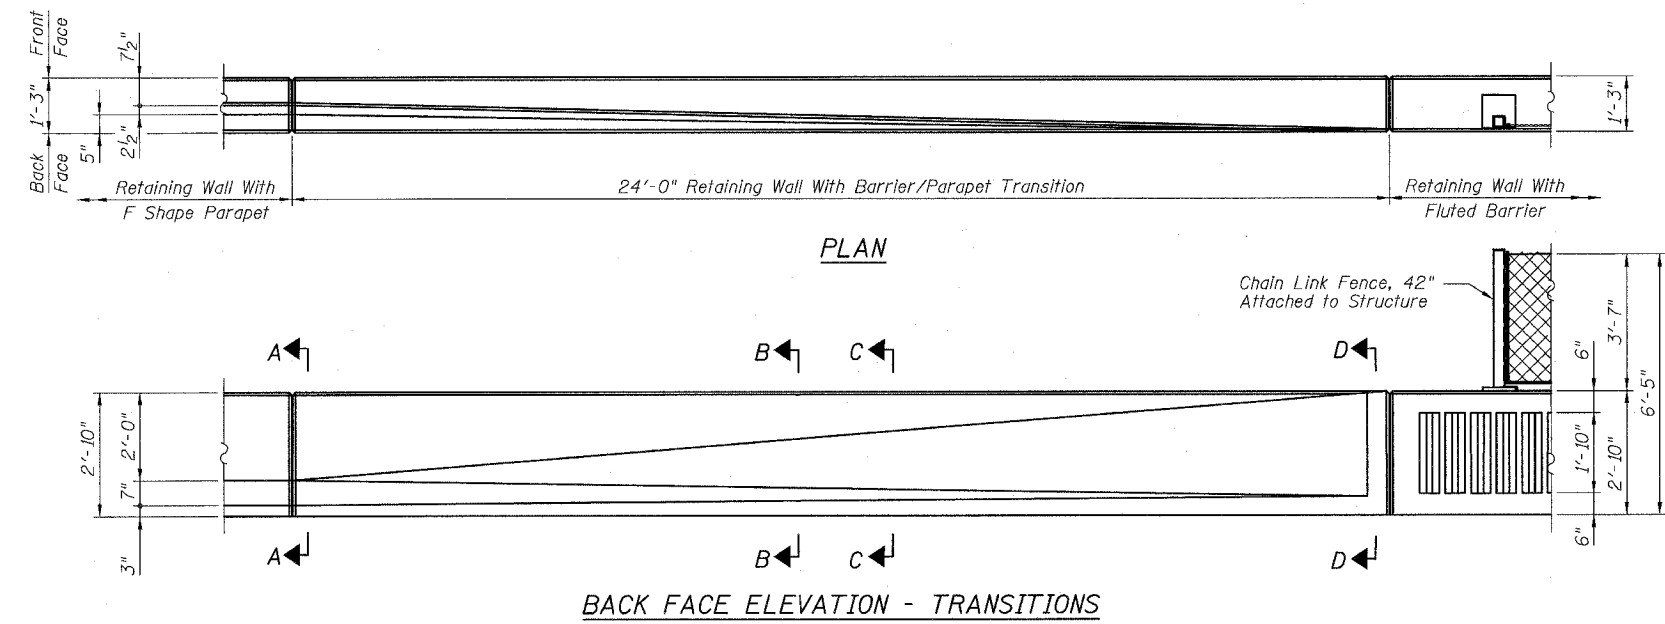 Front
Face
7½"
1'-3"
5"
2½"
Back
Face
1'-3"
Retaining Wall With
F Shape Parapet
24'-0" Retaining Wall With Barrier/Parapet Transition
Retaining Wall With
Fluted Barrier
PLAN
Chain Link Fence, 42"
Attached to Structure
A
B
C
D
2'-10"
2'-0"
7"
3"
6"
3'-7"
6'-5"
1'-10"
2'-10"
6"
A
B
C
D
BACK FACE ELEVATION - TRANSITIONS